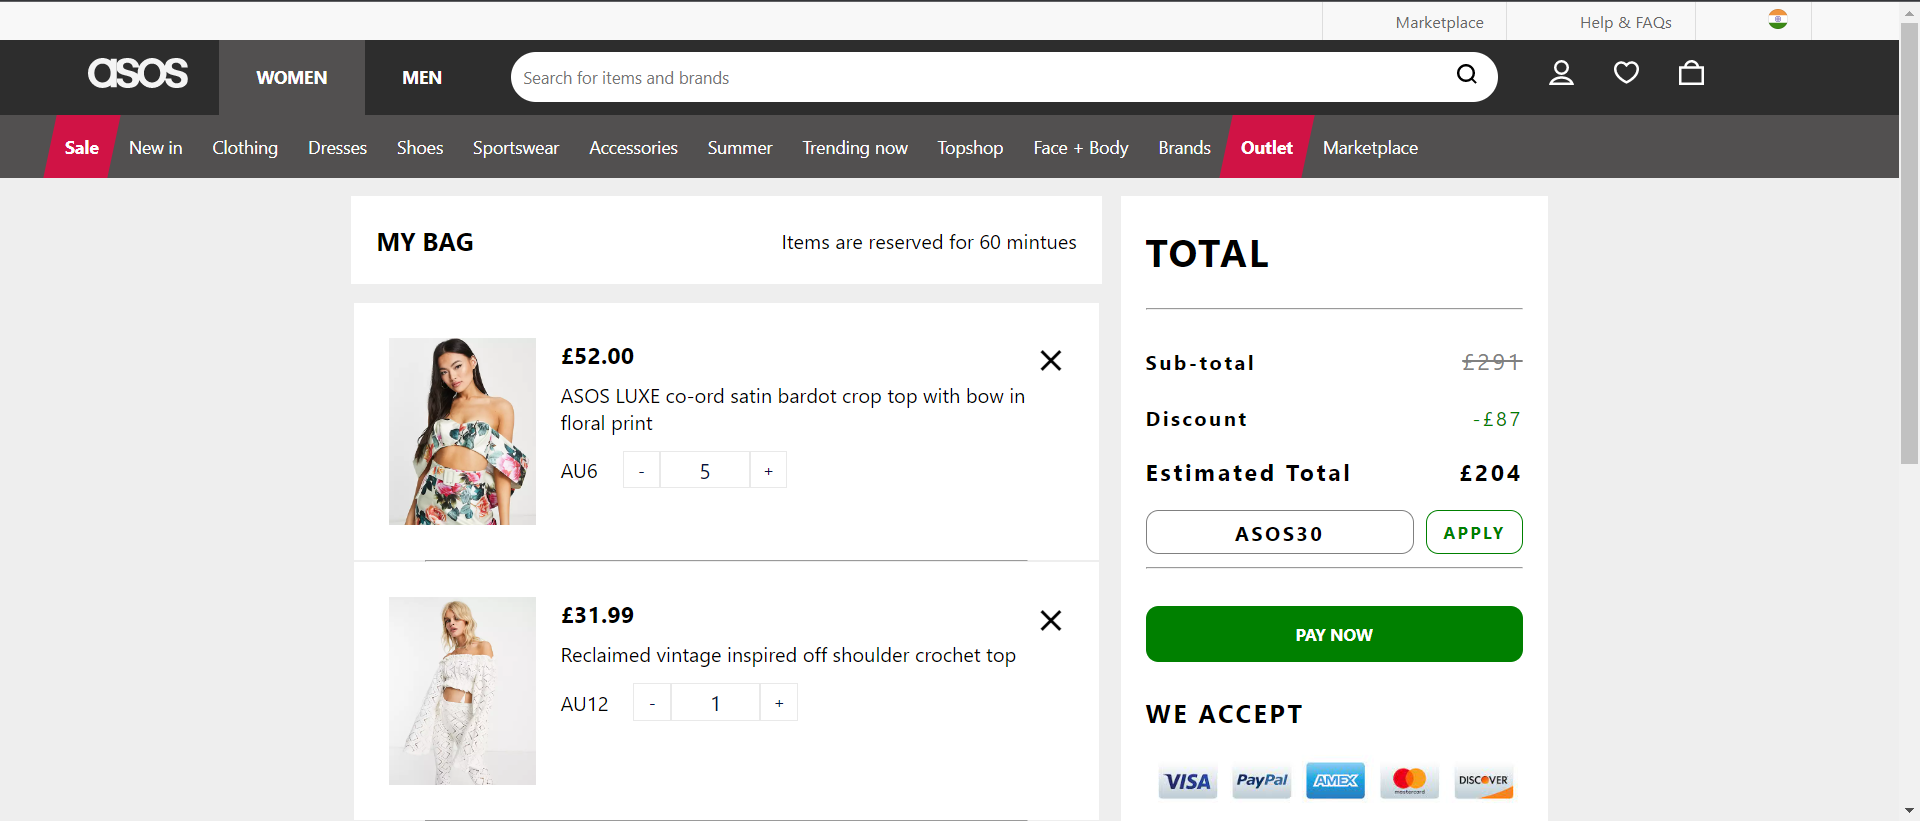 Marketplace
Help & FAQs
asos
WOMEN
MEN
Search for items and brands
Sale
New in
Clothing
Dresses
Shoes
Sportswear
Accessories
Summer
Trending now
Topshop
Face + Body
Brands
Outlet
Marketplace
MY BAG
Items are reserved for 60 mintues
£52.00
ASOS LUXE co-ord satin bardot crop top with bow in
floral print
AU6
-
5
+
£31.99
Reclaimed vintage inspired off shoulder crochet top
AU12
-
1
+
TOTAL
Sub-total £291
Discount -£87
Estimated Total £204
ASOS30
APPLY
PAY NOW
WE ACCEPT
VISA
PayPal
AMEX
mastercard
DISCOVER